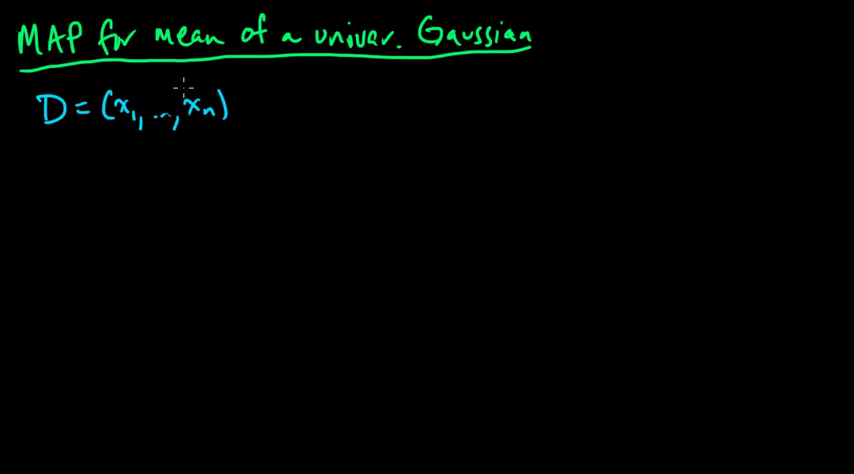 MAP for mean of a univar. Gaussian
D = (x₁, ..., xₙ)